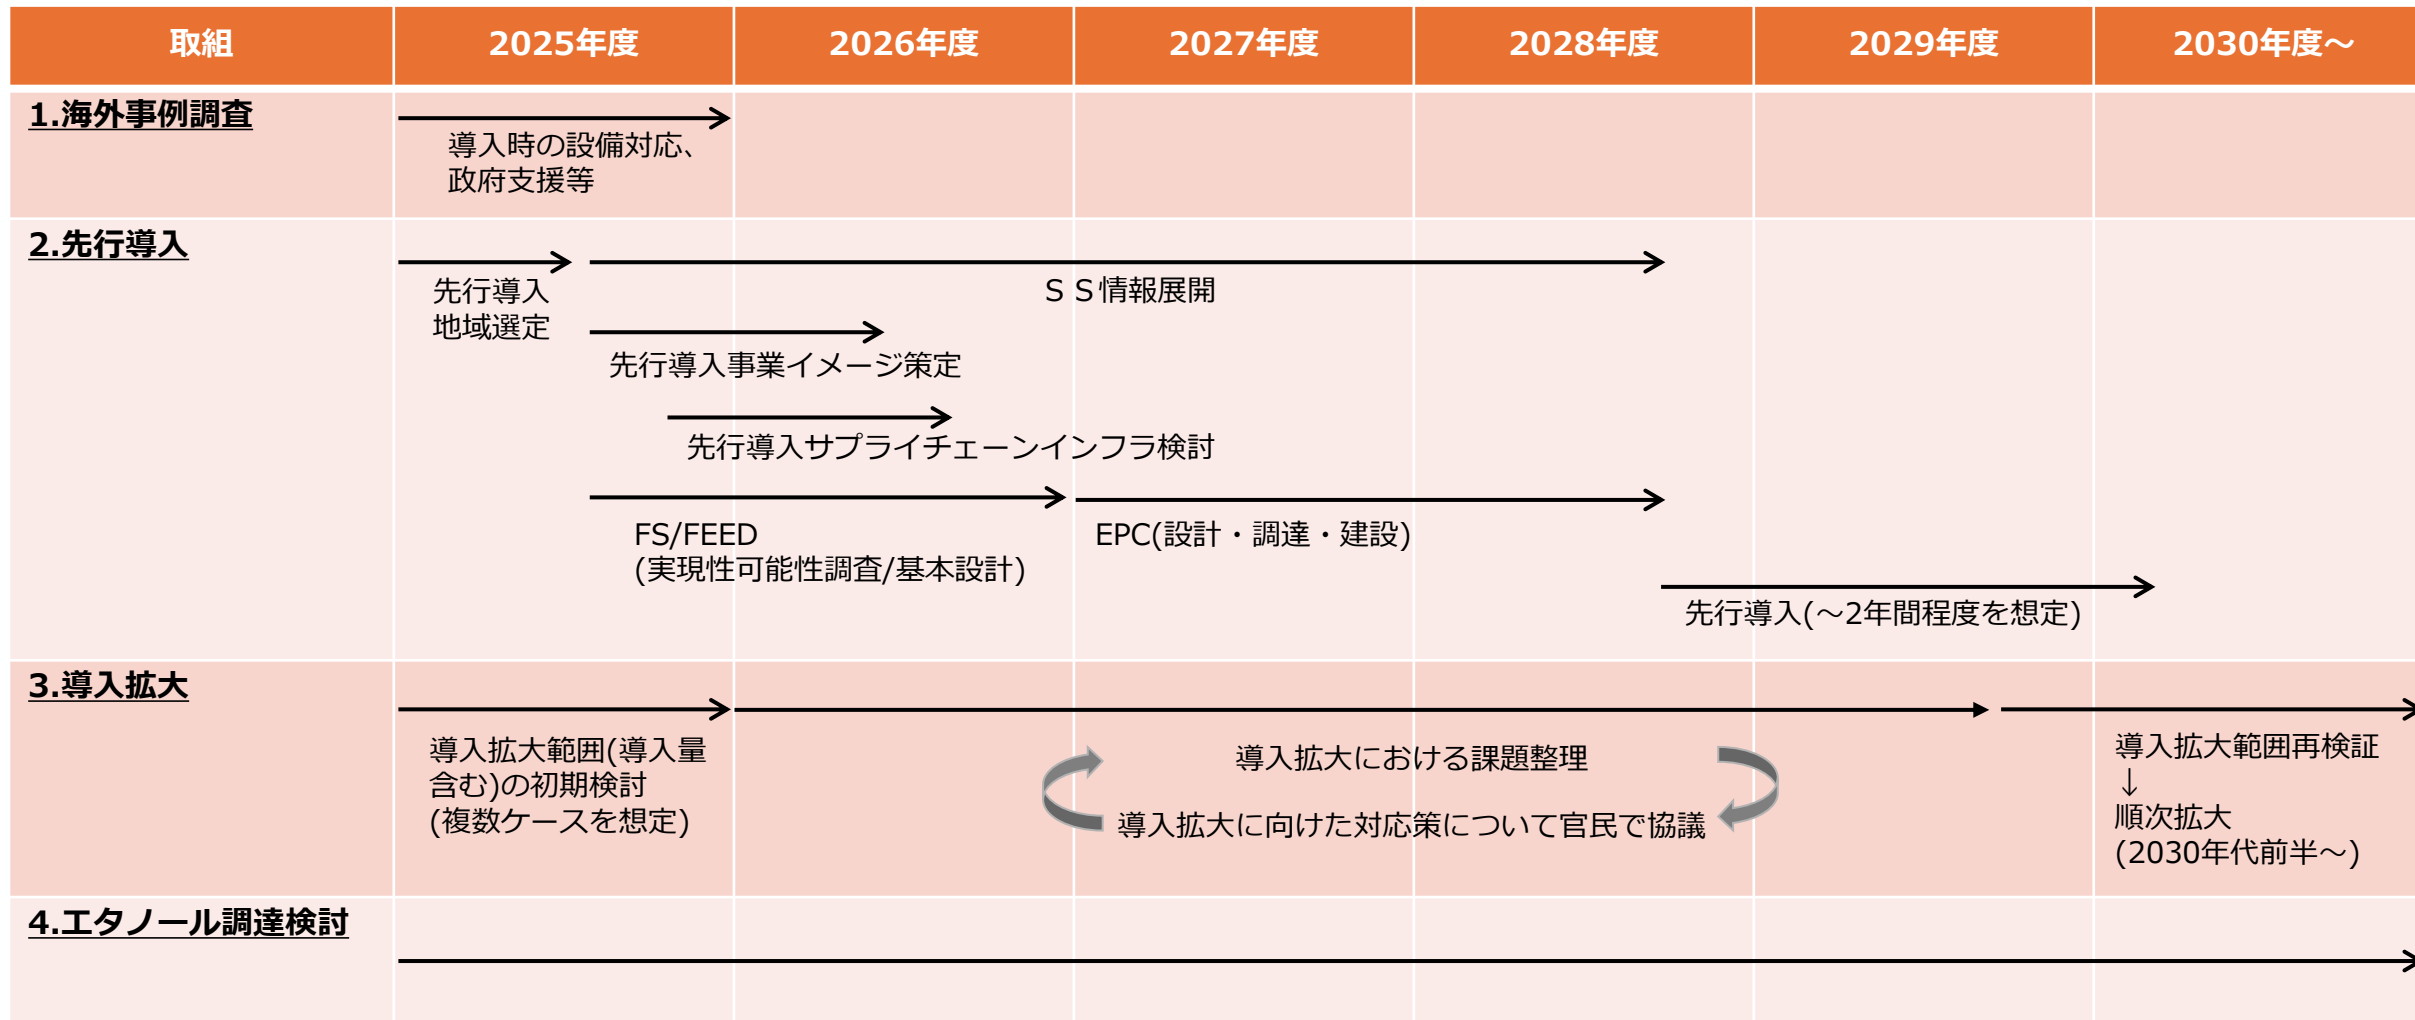 取組
2025年度
2026年度
2027年度
2028年度
2029年度
2030年度～
1.海外事例調査
導入時の設備対応、
政府支援等
2.先行導入
先行導入
地域選定
ＳＳ情報展開
先行導入事業イメージ策定
先行導入サプライチェーンインフラ検討
FS/FEED
(実現性可能性調査/基本設計)
EPC(設計・調達・建設)
先行導入(～2年間程度を想定)
3.導入拡大
導入拡大範囲(導入量
含む)の初期検討
(複数ケースを想定)
導入拡大における課題整理
導入拡大に向けた対応策について官民で協議
導入拡大範囲再検証
↓
順次拡大
(2030年代前半～)
4.エタノール調達検討